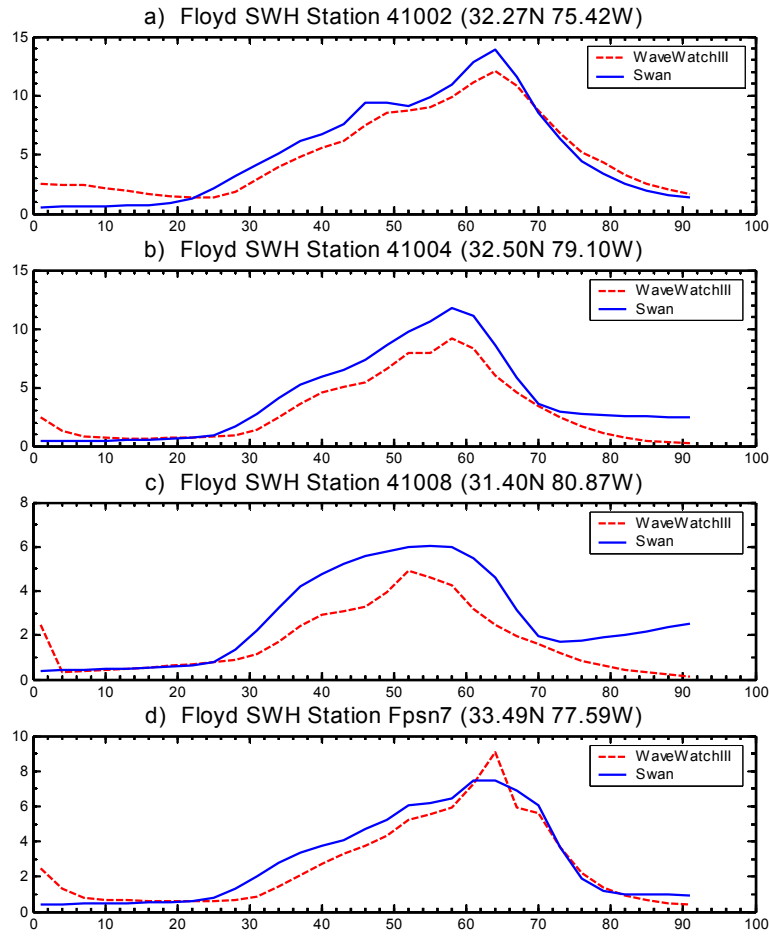 a) Floyd SWH Station 41002 (32.27N 75.42W)
15
10
5
0
WaveWatchIII
Swan
0 10 20 30 40 50 60 70 80 90 100
b) Floyd SWH Station 41004 (32.50N 79.10W)
15
10
5
0
WaveWatchIII
Swan
0 10 20 30 40 50 60 70 80 90 100
c) Floyd SWH Station 41008 (31.40N 80.87W)
8
6
4
2
0
WaveWatchIII
Swan
0 10 20 30 40 50 60 70 80 90 100
d) Floyd SWH Station Fpsn7 (33.49N 77.59W)
10
8
6
4
2
0
WaveWatchIII
Swan
0 10 20 30 40 50 60 70 80 90 100